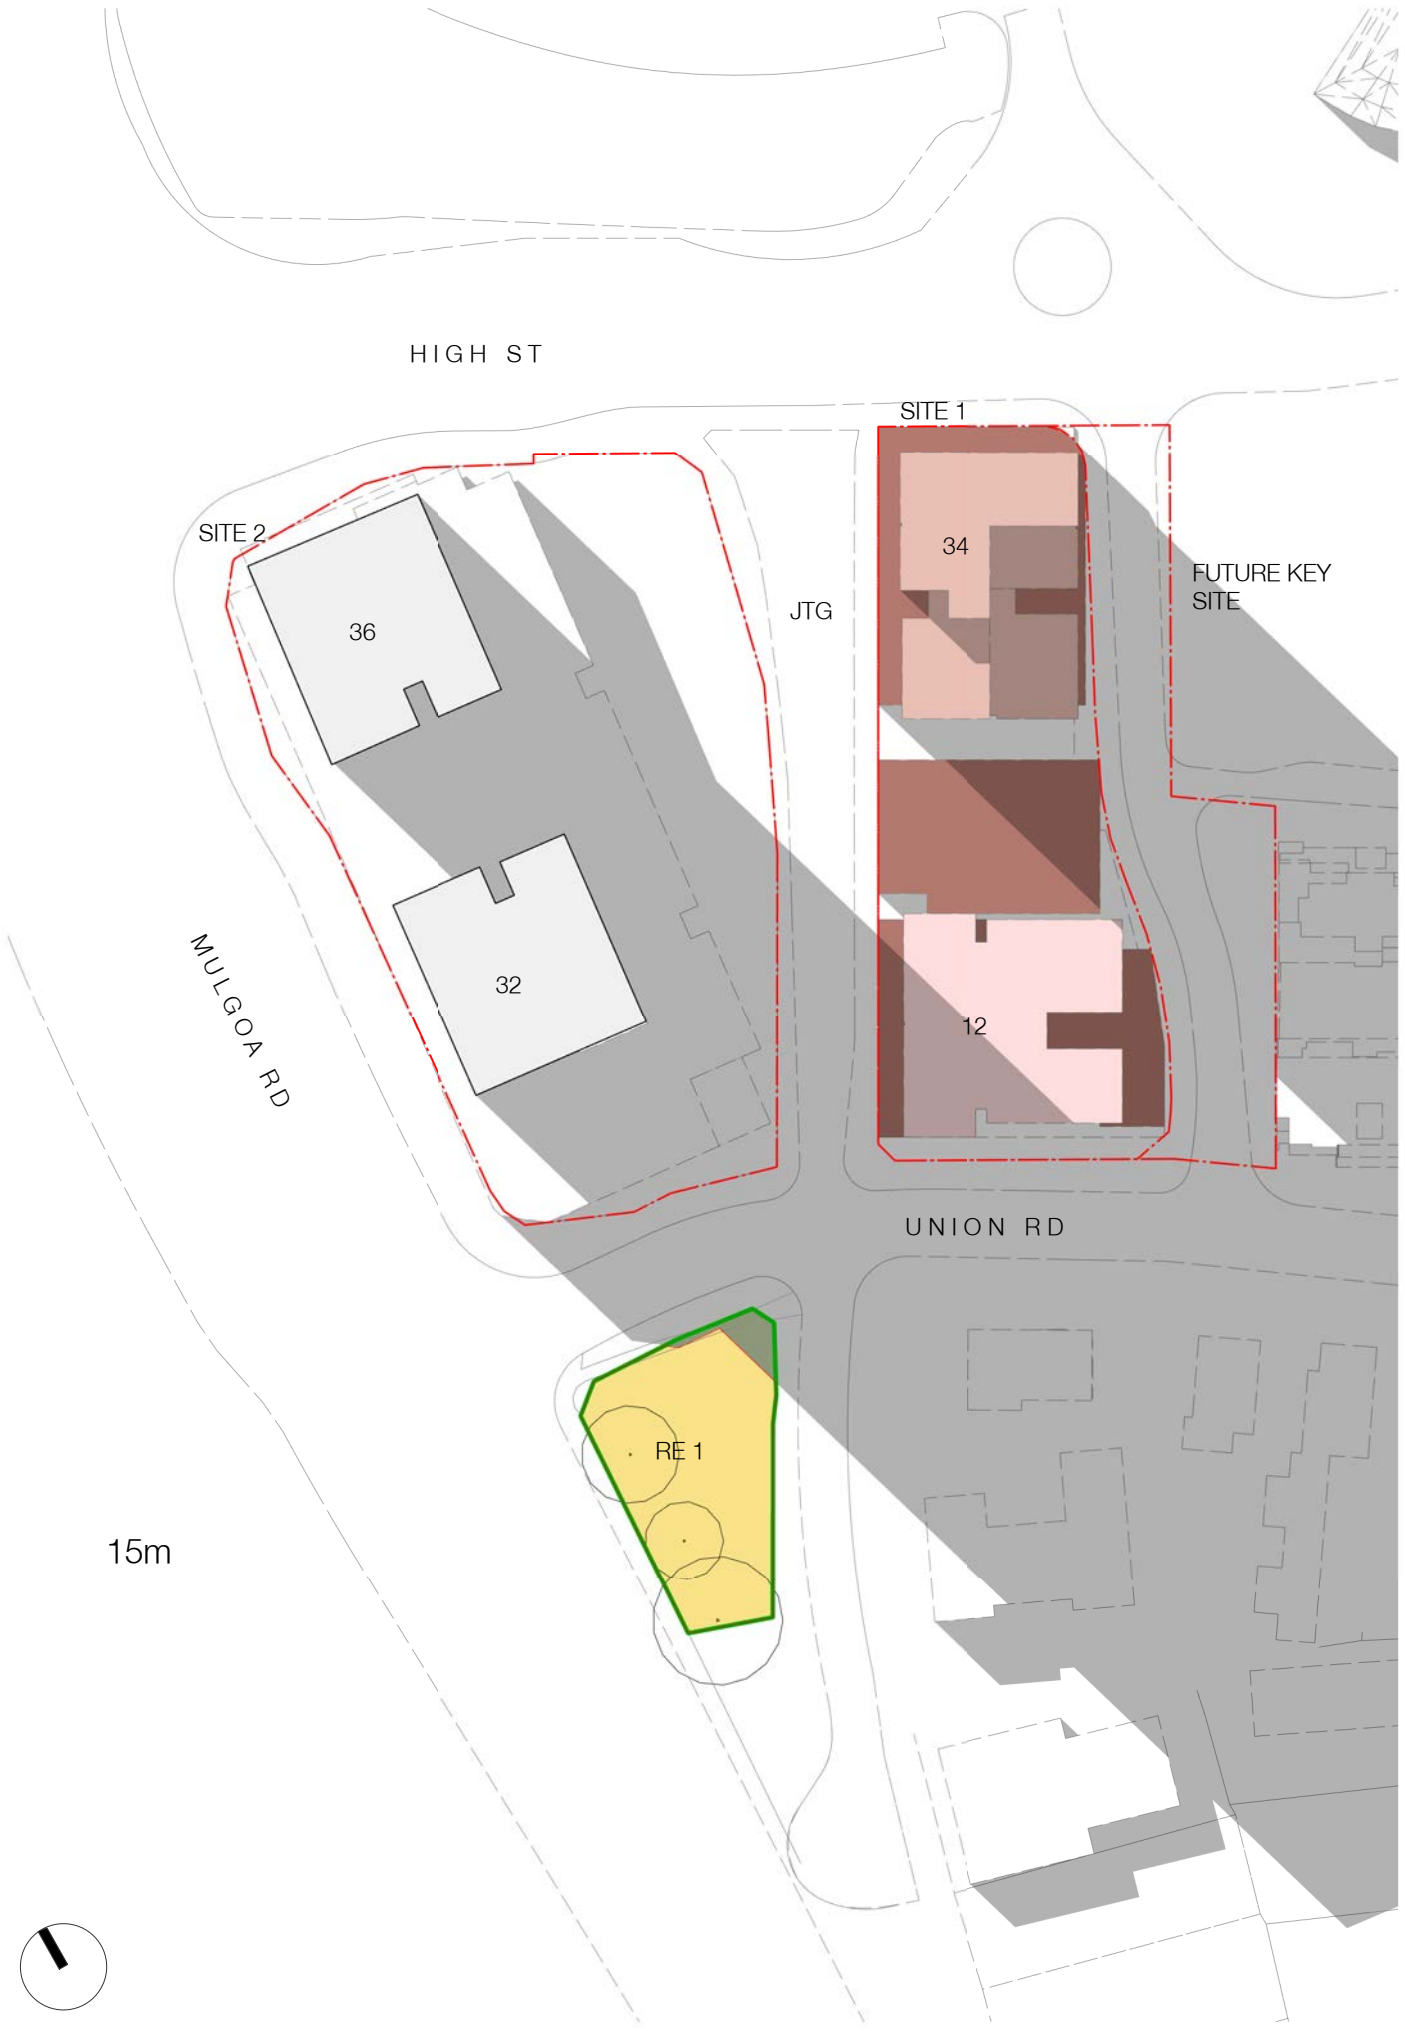 HIGH ST
SITE 1
SITE 2
34
FUTURE KEY
SITE
JTG
36
MULGOA RD
32
12
UNION RD
RE 1
15m